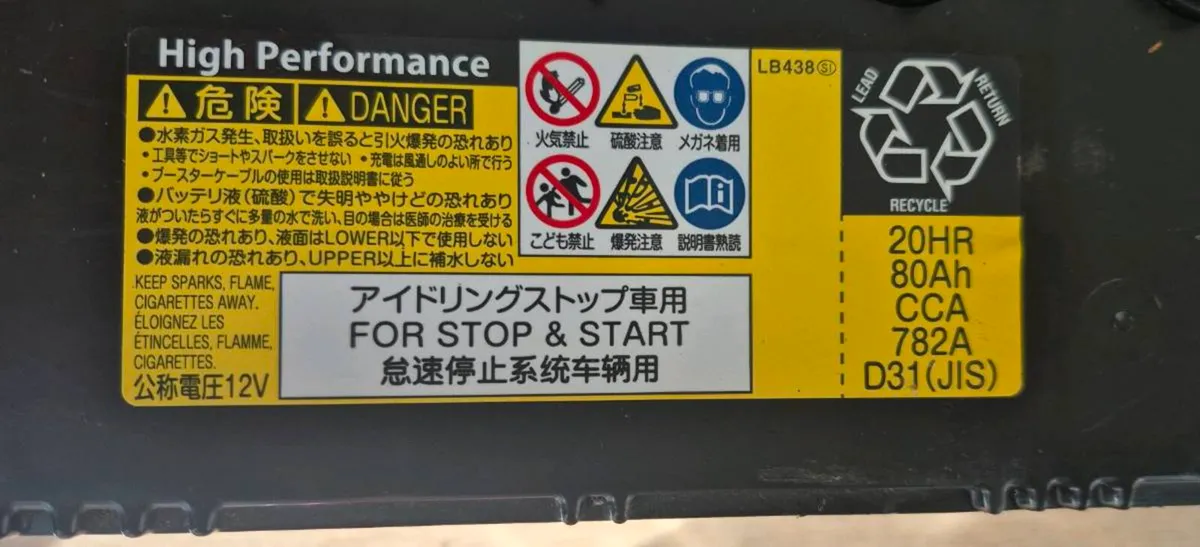 High Performance
危険 DANGER
●水素ガス発生、取扱いを誤ると引火爆発の恐れあり
・工具等でショートやスパークをさせない ・充電は風通しのよい所で行う
・ブースターケーブルの使用は取扱説明書に従う
●バッテリ液(硫酸)で失明ややけどの恐れあり
液がついたらすぐに多量の水で洗い、目の場合は医師の治療を受ける
●爆発の恐れあり、液面はLOWER以下で使用しない
●液漏れの恐れあり、UPPER以上に補水しない
KEEP SPARKS, FLAME,
CIGARETTES AWAY.
ÉLOIGNEZ LES
ÉTINCELLES, FLAMME,
CIGARETTES.
公称電圧12V
火気禁止 硫酸注意 メガネ着用
こども禁止 爆発注意 説明書熟読
アイドリングストップ車用
FOR STOP & START
怠速停止系统车辆用
LB438 SI
LEAD
RETURN
RECYCLE
20HR
80Ah
CCA
782A
D31(JIS)